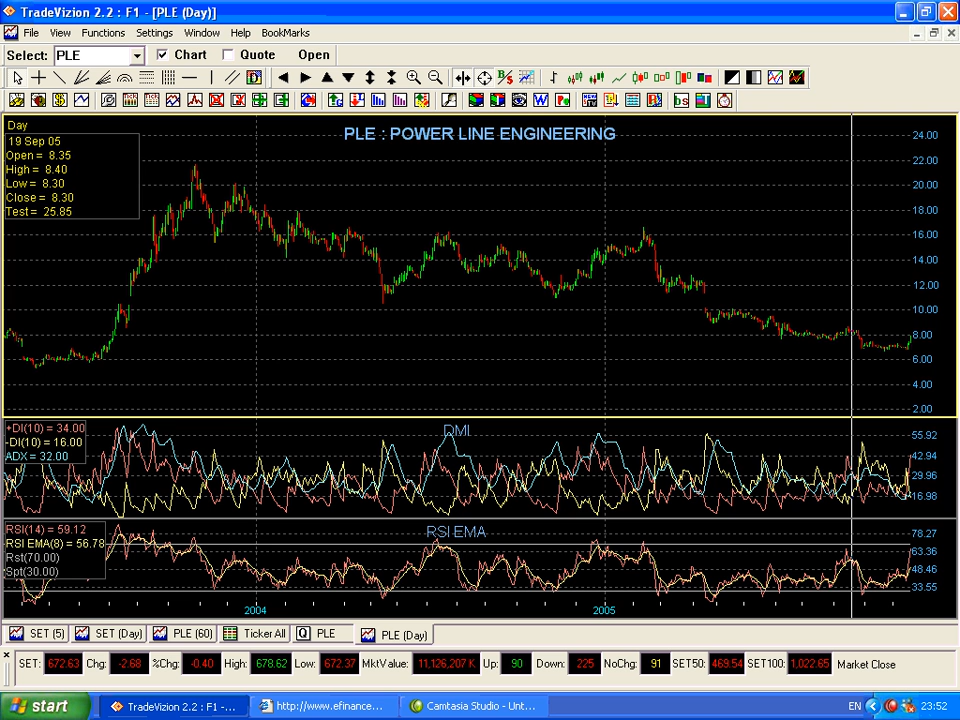 TradeVizion 2.2 : F1 - [PLE (Day)]
File View Functions Settings Window Help BookMarks
Select: PLE Chart Quote Open
Day
PLE : POWER LINE ENGINEERING
19 Sep 05
Open = 8.35
High = 8.40
Low = 8.30
Close = 8.30
Test = 25.85
24.00
22.00
20.00
18.00
16.00
14.00
12.00
10.00
8.00
6.00
4.00
2.00
DMI
+DI(10) = 34.00
-DI(10) = 16.00
ADX = 32.00
55.92
42.94
29.96
16.98
RSI EMA
RSI(14) = 59.12
RSI EMA(8) = 56.78
Rst(70.00)
Spt(30.00)
78.27
63.36
48.46
33.55
2004 2005
SET (5) SET (Day) PLE (60) Ticker All Q PLE PLE (Day)
SET: 672.63 Chg: -2.68 %Chg: -0.40 High: 678.62 Low: 672.37 MktValue: 11,126,207 K Up: 90 Down: 225 NoChg: 91 SET50: 469.54 SET100: 1,022.65 Market Close
start TradeVizion 2.2 : F1 -... http://www.efinance... Camtasia Studio - Unt... EN 23:52